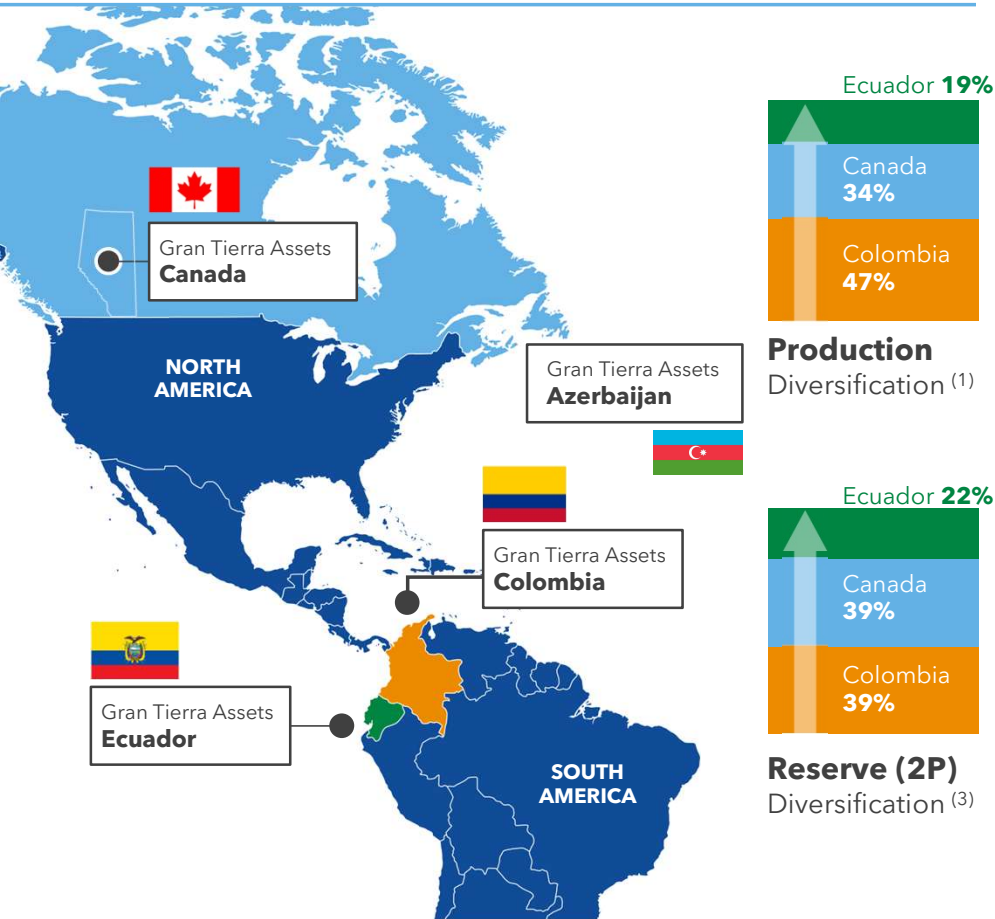 Ecuador 19%
Canada
34%
Colombia
47%
Production
Diversification (1)
Gran Tierra Assets
Canada
NORTH
AMERICA
Gran Tierra Assets
Azerbaijan
Gran Tierra Assets
Colombia
Gran Tierra Assets
Ecuador
SOUTH
AMERICA
Ecuador 22%
Canada
39%
Colombia
39%
Reserve (2P)
Diversification (3)